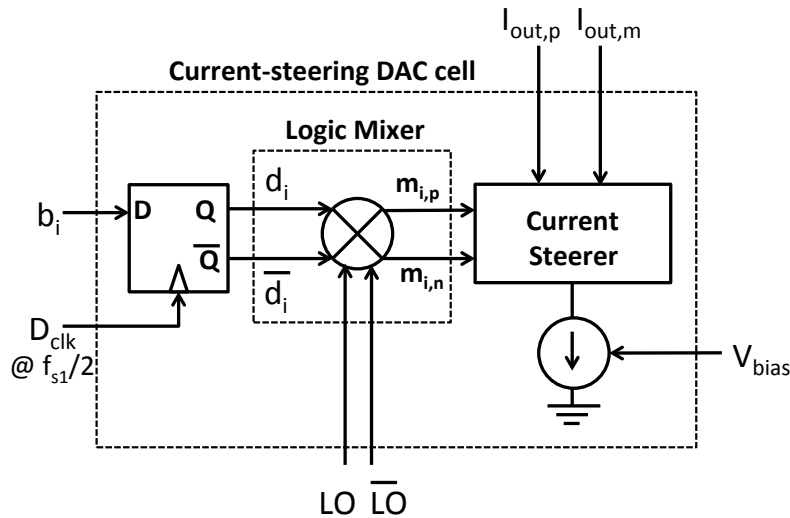 I_out,p I_out,m
Current-steering DAC cell
Logic Mixer
b_i
D Q
Q̅
d_i
d̅_i
m_i,p
m_i,n
Current
Steerer
D_clk
@ f_s1/2
V_bias
LO L̅O̅